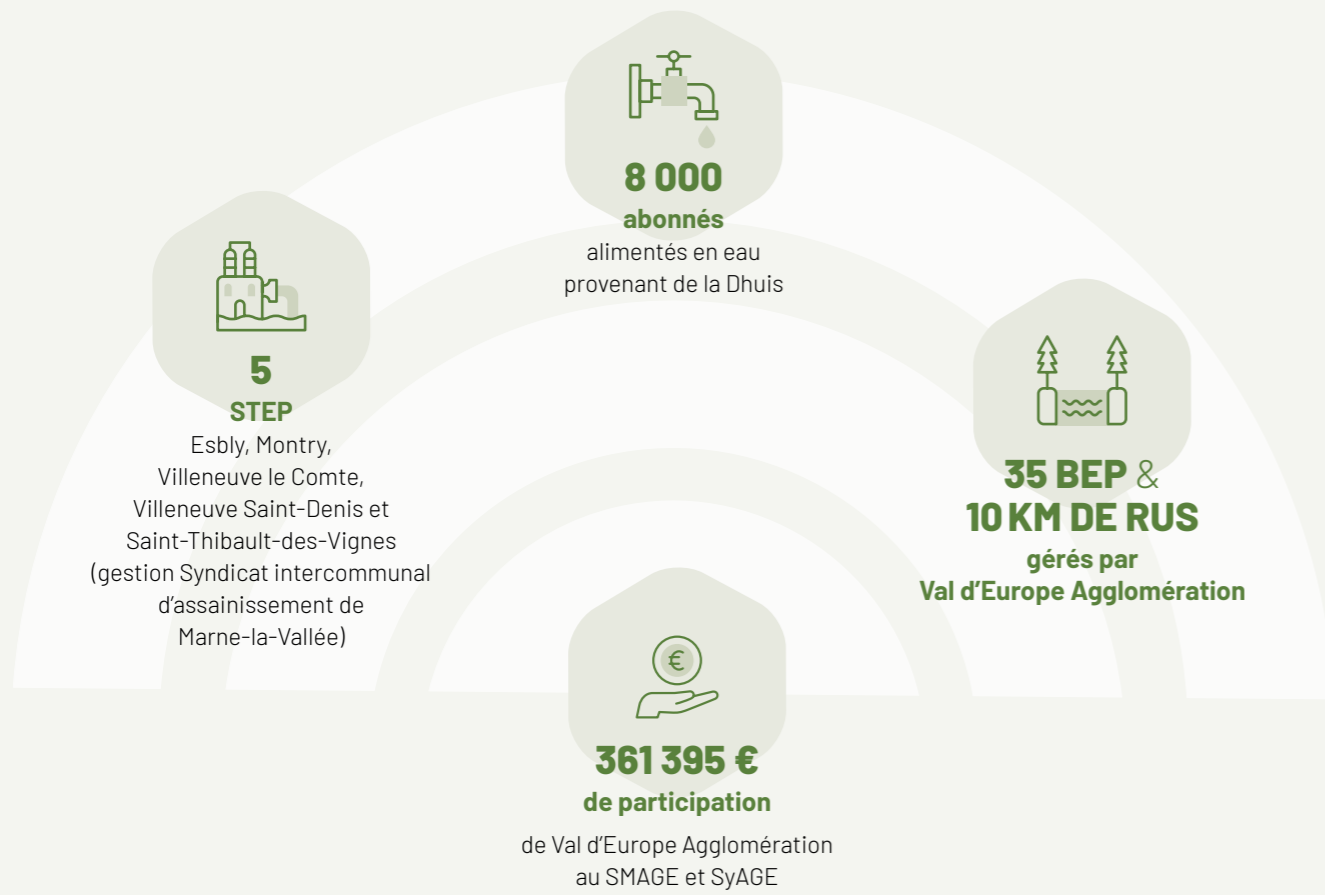 8 000
abonnés
alimentés en eau
provenant de la Dhuis
5
STEP
Esbly, Montry,
Villeneuve le Comte,
Villeneuve Saint-Denis et
Saint-Thibault-des-Vignes
(gestion Syndicat intercommunal
d'assainissement de
Marne-la-Vallée)
35 BEP &
10 KM DE RUS
gérés par
Val d'Europe Agglomération
€
361 395 €
de participation
de Val d'Europe Agglomération
au SMAGE et SyAGE